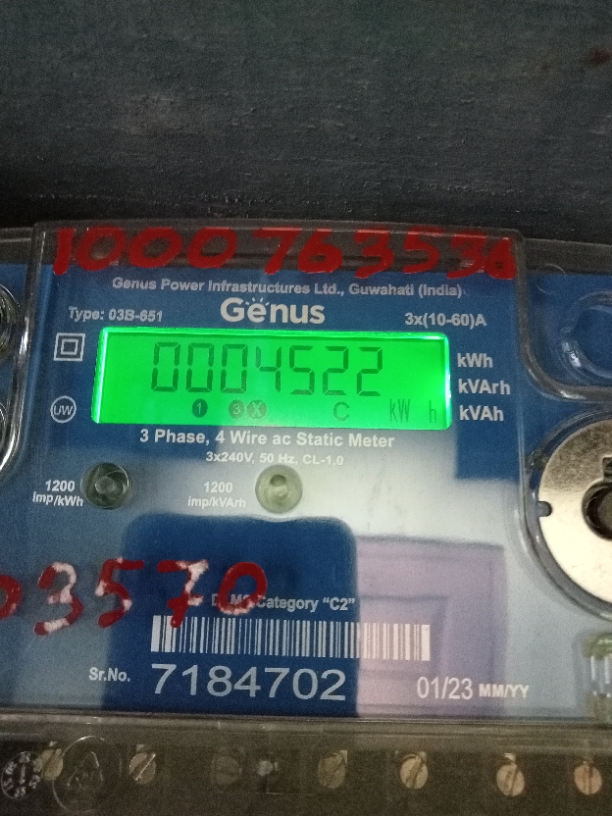 1000763536
Genus Power Infrastructures Ltd., Guwahati (India)
Type: 03B-651
Genus
3x(10-60)A
0004522
kWh
kVArh
kVAh
1 3 X C kW h
UW
3 Phase, 4 Wire ac Static Meter
3x240V, 50 Hz, CL-1.0
1200 imp/kWh
1200 imp/kVArh
03570
Category "C2"
Sr.No. 7184702
01/23 MM/YY